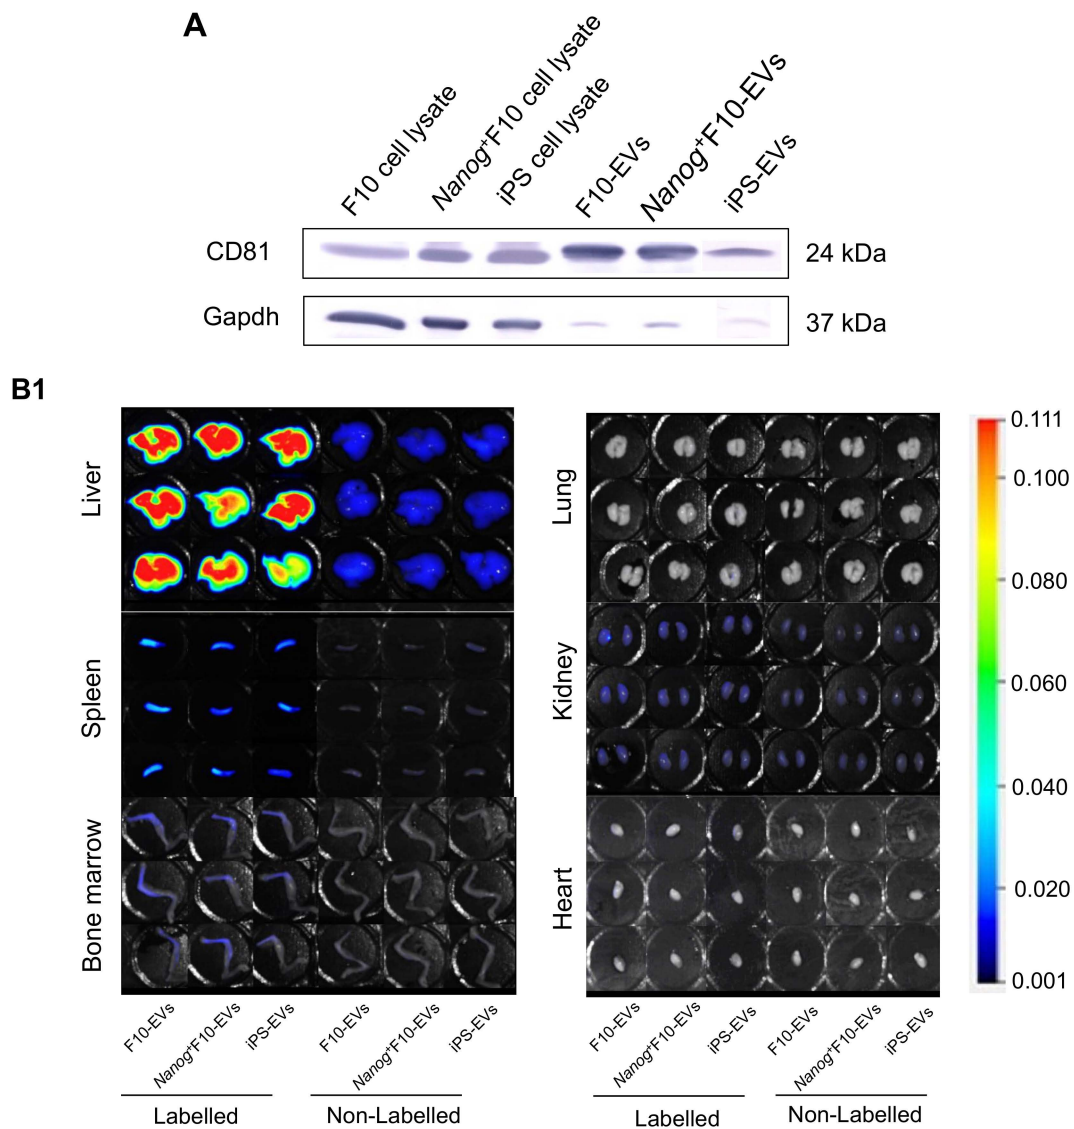 A
F10 cell lysate
Nanog+F10 cell lysate
iPS cell lysate
F10-EVs
Nanog+F10-EVs
iPS-EVs
CD81
24 kDa
Gapdh
37 kDa
B1
Liver
Spleen
Bone marrow
Lung
Kidney
Heart
0.111
0.100
0.080
0.060
0.040
0.020
0.001
F10-EVs
Nanog+F10-EVs
iPS-EVs
F10-EVs
Nanog+F10-EVs
iPS-EVs
Labelled
Non-Labelled
F10-EVs
Nanog+F10-EVs
iPS-EVs
F10-EVs
Nanog+F10-EVs
iPS-EVs
Labelled
Non-Labelled